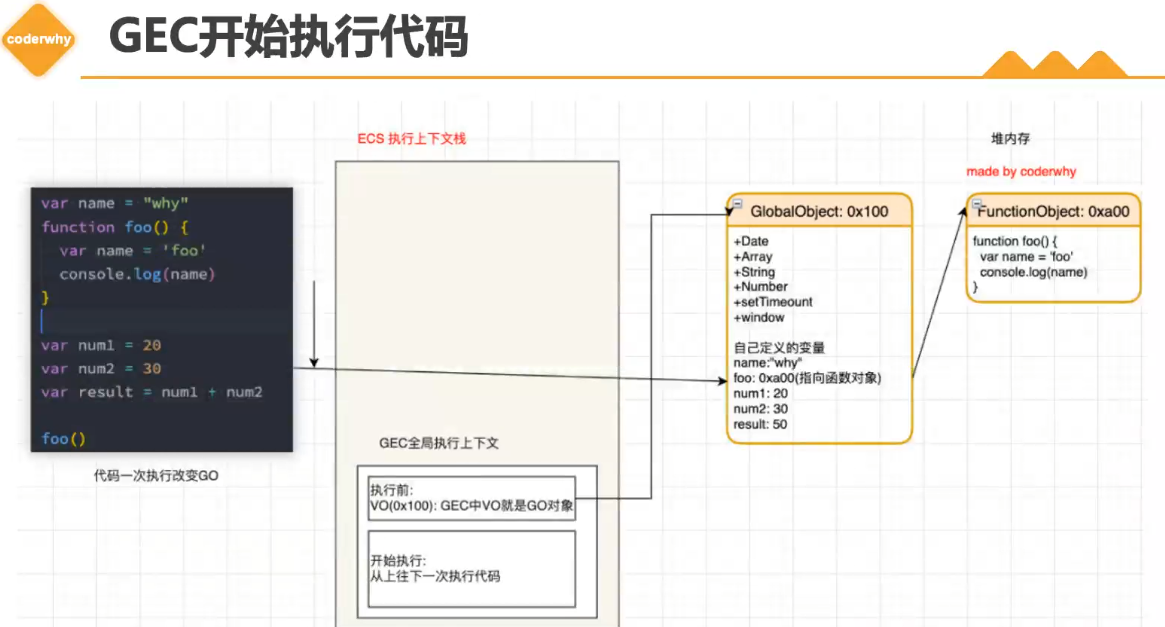 coderwhy
GEC开始执行代码
ECS 执行上下文栈
堆内存
made by coderwhy
var name = "why"
function foo() {
var name = 'foo'
console.log(name)
}
var num1 = 20
var num2 = 30
var result = num1 + num2
foo()
代码一次执行改变GO
GEC全局执行上下文
执行前:
VO(0x100): GEC中VO就是GO对象
开始执行:
从上往下一次执行代码
GlobalObject: 0x100
+Date
+Array
+String
+Number
+setTimeount
+window
自己定义的变量
name:"why"
foo: 0xa00(指向函数对象)
num1: 20
num2: 30
result: 50
FunctionObject: 0xa00
function foo() {
var name = 'foo'
console.log(name)
}